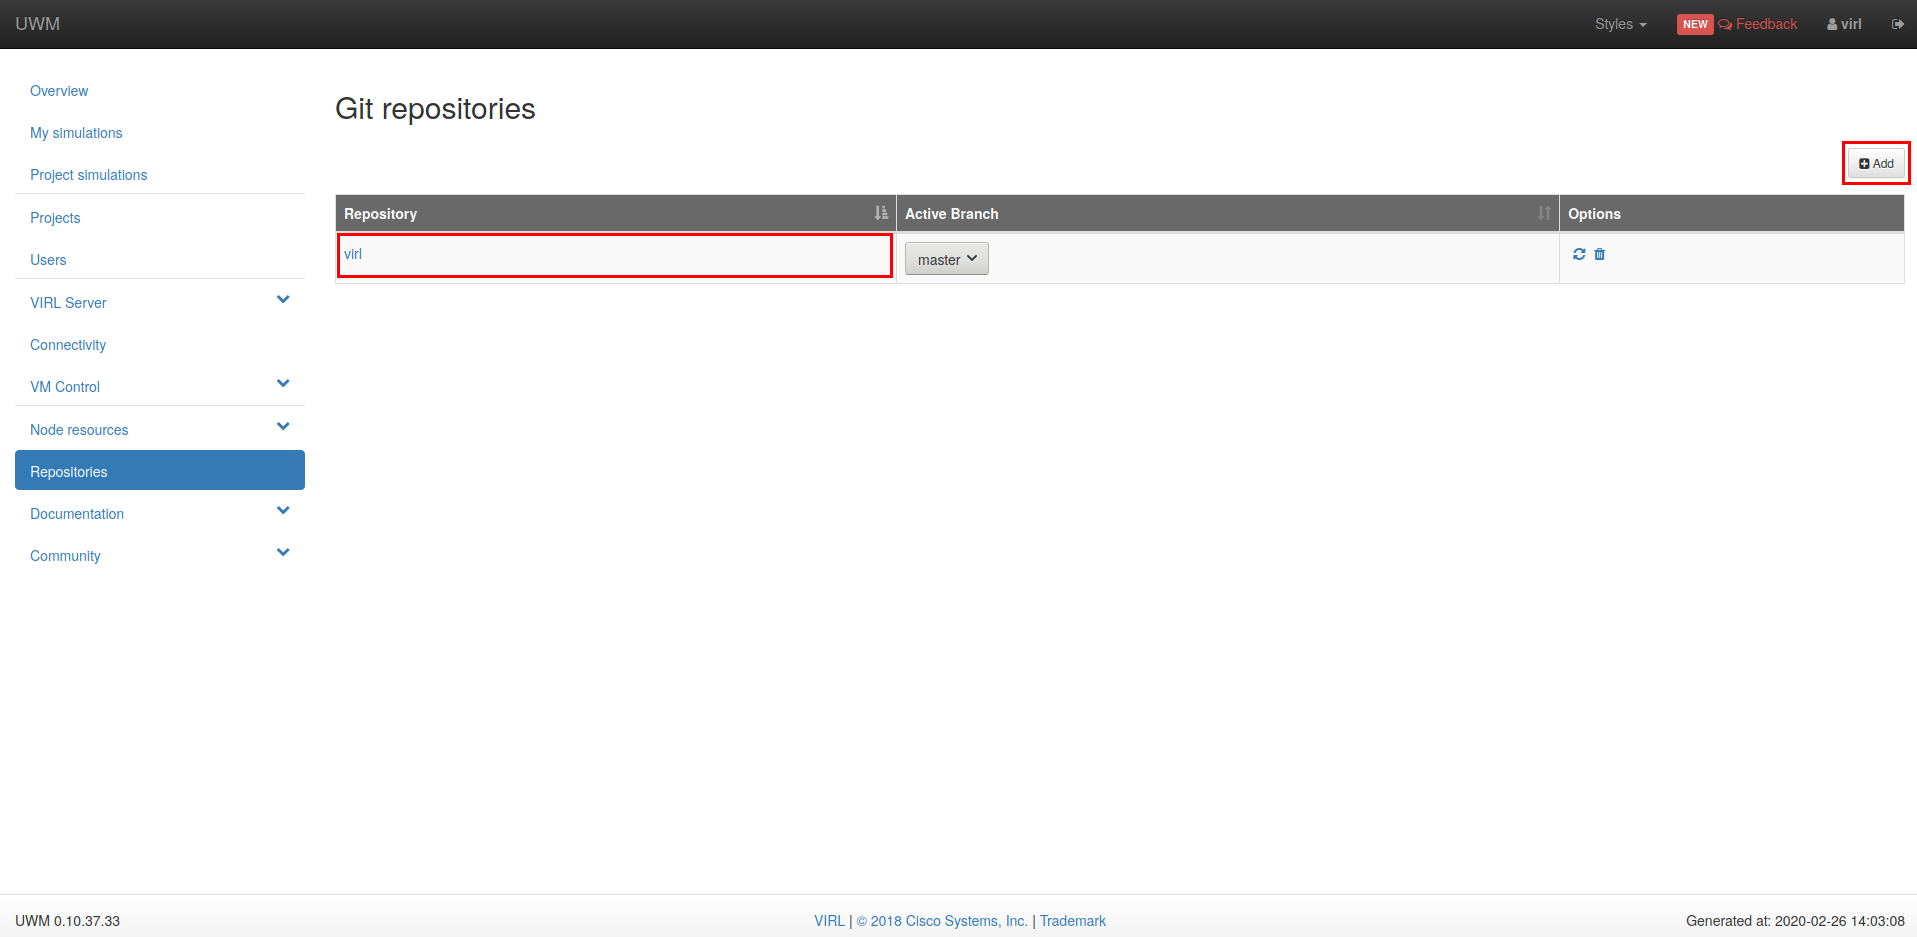 UWM
Styles
NEW Feedback
virl
Overview
My simulations
Project simulations
Projects
Users
VIRL Server
Connectivity
VM Control
Node resources
Repositories
Documentation
Community
Git repositories
Add
Repository Active Branch Options
virl master
UWM 0.10.37.33
VIRL | © 2018 Cisco Systems, Inc. | Trademark
Generated at: 2020-02-26 14:03:08